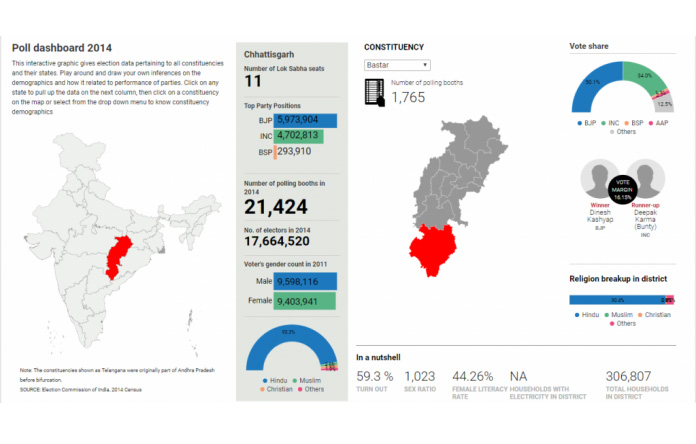 Poll dashboard 2014
This interactive graphic gives election data pertaining to all constituencies
and their states. Play around and draw your own inferences on the
demographics and how it related to performance of parties. Click on any
state to pull up the data on the next column, then click on a constituency
on the map or select from the drop down menu to know constituency
demographics
Note: The constituencies shown as Telangana were originally part of Andhra Pradesh
before bifurcation.
SOURCE: Election Commission of India, 2014 Census
Chhattisgarh
Number of Lok Sabha seats
11
Top Party Positions
BJP 5,973,904
INC 4,702,813
BSP 293,910
Number of polling booths in
2014
21,424
No. of electors in 2014
17,664,520
Voter's gender count in 2011
Male 9,598,116
Female 9,403,941
Hindu Muslim
Christian Others
CONSTITUENCY
Bastar
Number of polling booths
1,765
Vote share
50.1%
34.0%
12.5%
BJP INC BSP AAP
Others
VOTE
MARGIN
16.15%
Winner
Dinesh
Kashyap
BJP
Runner-up
Deepak
Karma
(Bunty)
INC
Religion breakup in district
Hindu Muslim Christian
Others
In a nutshell
59.3 %
TURN OUT
1,023
SEX RATIO
44.26%
FEMALE LITERACY
RATE
NA
HOUSEHOLDS WITH
ELECTRICITY IN DISTRICT
306,807
TOTAL HOUSEHOLDS
IN DISTRICT